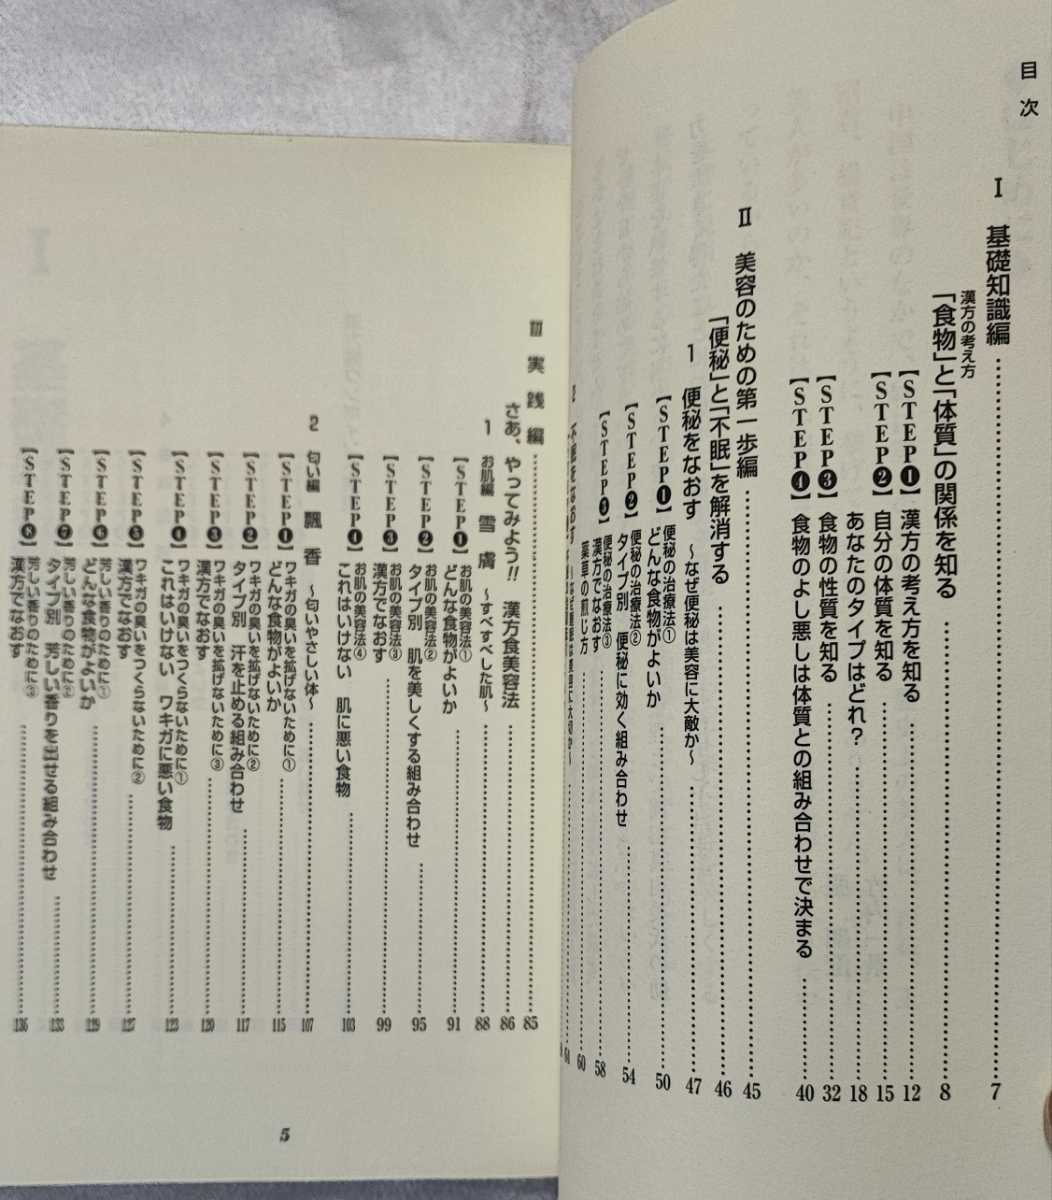 目次
Ⅰ 基礎知識編 7
漢方の考え方
「食物」と「体質」の関係を知る 8
【STEP❶】 漢方の考え方を知る 12
【STEP❷】 自分の体質を知る 15
あなたのタイプはどれ？ 18
【STEP❸】 食物の性質を知る 32
【STEP❹】 食物のよし悪しは体質との組み合わせで決まる 40
Ⅱ 美容のための第一歩編 45
「便秘」と「不眠」を解消する 46
1 便秘をなおす 〜なぜ便秘は美容に大敵か〜 47
【STEP❶】 便秘の治療法①
どんな食物がよいか 50
【STEP❷】 便秘の治療法②
タイプ別 便秘に効く組み合わせ 54
【STEP❸】 便秘の治療法③
漢方でなおす 58
薬草の煎じ方 60
2 不眠をなおす
Ⅲ 実践編 85
さあ、やってみよう!! 漢方食美容法 86
1 お肌編 雪膚 〜すべすべした肌〜 88
【STEP❶】 お肌の美容法①
どんな食物がよいか 91
【STEP❷】 お肌の美容法②
タイプ別 肌を美しくする組み合わせ 95
【STEP❸】 お肌の美容法③
漢方でなおす 99
【STEP❹】 お肌の美容法④
これはいけない 肌に悪い食物 103
2 匂い編 飄香 〜匂いやさしい体〜 107
【STEP❶】 ワキガの臭いを拡げないために①
どんな食物がよいか 115
【STEP❷】 ワキガの臭いを拡げないために②
タイプ別 汗を止める組み合わせ 117
【STEP❸】 ワキガの臭いを拡げないために③
漢方でなおす 120
【STEP❹】 ワキガの臭いをつくらないために①
これはいけない ワキガに悪い食物 123
【STEP❺】 ワキガの臭いをつくらないために②
漢方でなおす 127
【STEP❻】 芳しい香りのために①
どんな食物がよいか 129
【STEP❼】 芳しい香りのために②
タイプ別 芳しい香りを出せる組み合わせ 133
【STEP❽】 芳しい香りのために③
漢方でなおす 136
5